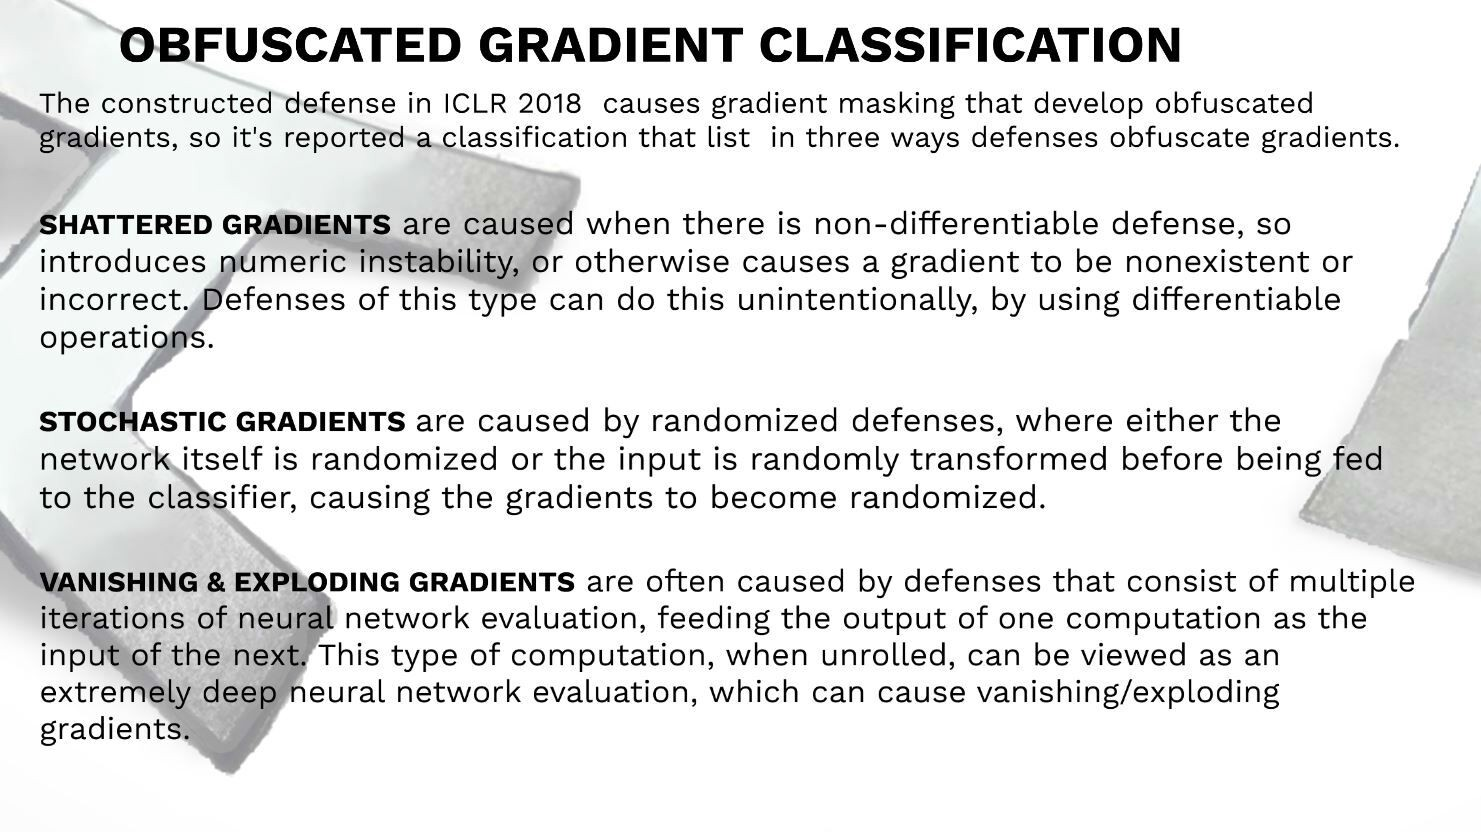 OBFUSCATED GRADIENT CLASSIFICATION
The constructed defense in ICLR 2018  causes gradient masking that develop obfuscated
gradients, so it's reported a classification that list  in three ways defenses obfuscate gradients.
SHATTERED GRADIENTS are caused when there is non-differentiable defense, so
introduces numeric instability, or otherwise causes a gradient to be nonexistent or
incorrect. Defenses of this type can do this unintentionally, by using differentiable
operations.
STOCHASTIC GRADIENTS are caused by randomized defenses, where either the
network itself is randomized or the input is randomly transformed before being fed
to the classifier, causing the gradients to become randomized.
VANISHING & EXPLODING GRADIENTS are often caused by defenses that consist of multiple
iterations of neural network evaluation, feeding the output of one computation as the
input of the next. This type of computation, when unrolled, can be viewed as an
extremely deep neural network evaluation, which can cause vanishing/exploding
gradients.